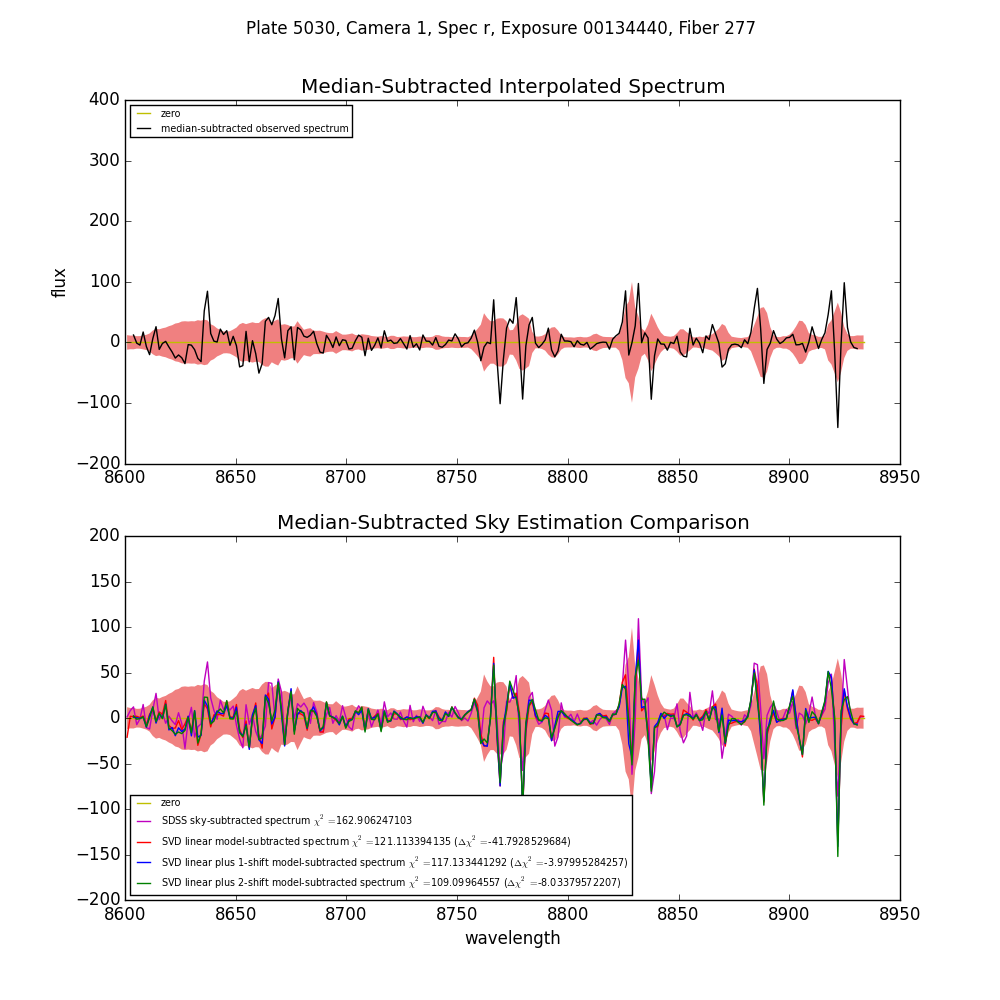 Plate 5030, Camera 1, Spec r, Exposure 00134440, Fiber 277
Median-Subtracted Interpolated Spectrum
400
300
200
100
0
−100
−200
flux
zero
median-subtracted observed spectrum
8600 8650 8700 8750 8800 8850 8900 8950
Median-Subtracted Sky Estimation Comparison
200
150
100
50
0
−50
−100
−150
−200
zero
SDSS sky-subtracted spectrum χ² =162.906247103
SVD linear model-subtracted spectrum χ² =121.113394135 (Δχ² =-41.7928529684)
SVD linear plus 1-shift model-subtracted spectrum χ² =117.133441292 (Δχ² =-3.97995284257)
SVD linear plus 2-shift model-subtracted spectrum χ² =109.09964557 (Δχ² =-8.03379572207)
8600 8650 8700 8750 8800 8850 8900 8950
wavelength